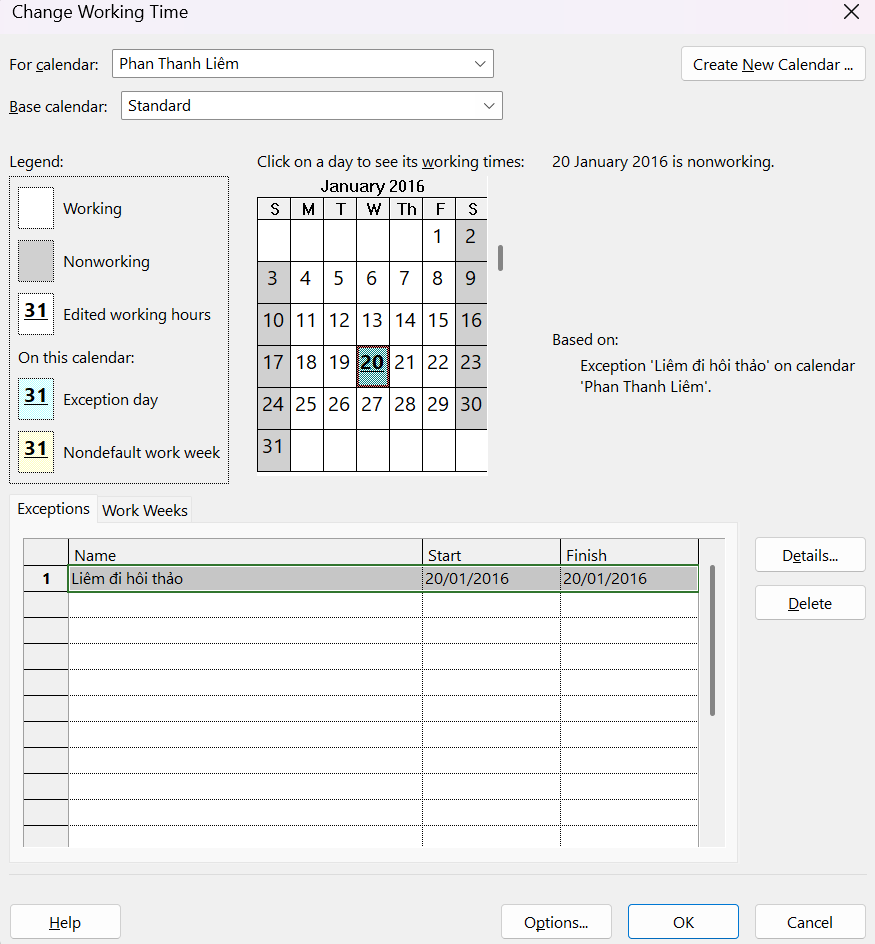 Change Working Time
For calendar: Phan Thanh Liêm
Create New Calendar ...
Base calendar: Standard
Legend:
Click on a day to see its working times:
20 January 2016 is nonworking.
January 2016
S M T W Th F S
1 2
3 4 5 6 7 8 9
10 11 12 13 14 15 16
17 18 19 20 21 22 23
24 25 26 27 28 29 30
31
Working
Nonworking
31 Edited working hours
On this calendar:
31 Exception day
31 Nondefault work week
Based on:
Exception 'Liêm đi hôi thảo' on calendar
'Phan Thanh Liêm'.
Exceptions Work Weeks
Name Start Finish
1 Liêm đi hôi thảo 20/01/2016 20/01/2016
Details...
Delete
Help Options... OK Cancel